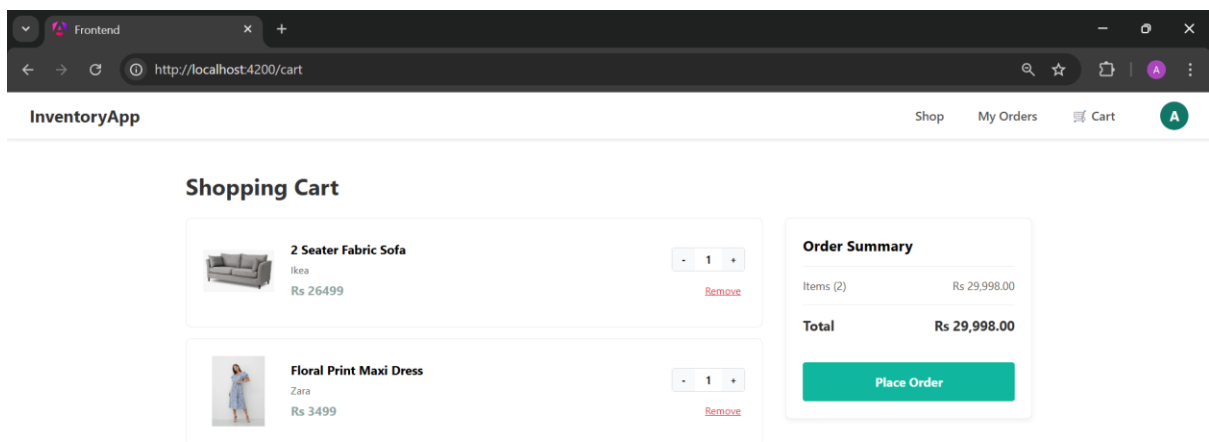 Frontend
http://localhost:4200/cart
A
InventoryApp
Shop
My Orders
Cart
A
Shopping Cart
2 Seater Fabric Sofa
Ikea
Rs 26499
- 1 +
Remove
Floral Print Maxi Dress
Zara
Rs 3499
- 1 +
Remove
Order Summary
Items (2) Rs 29,998.00
Total Rs 29,998.00
Place Order